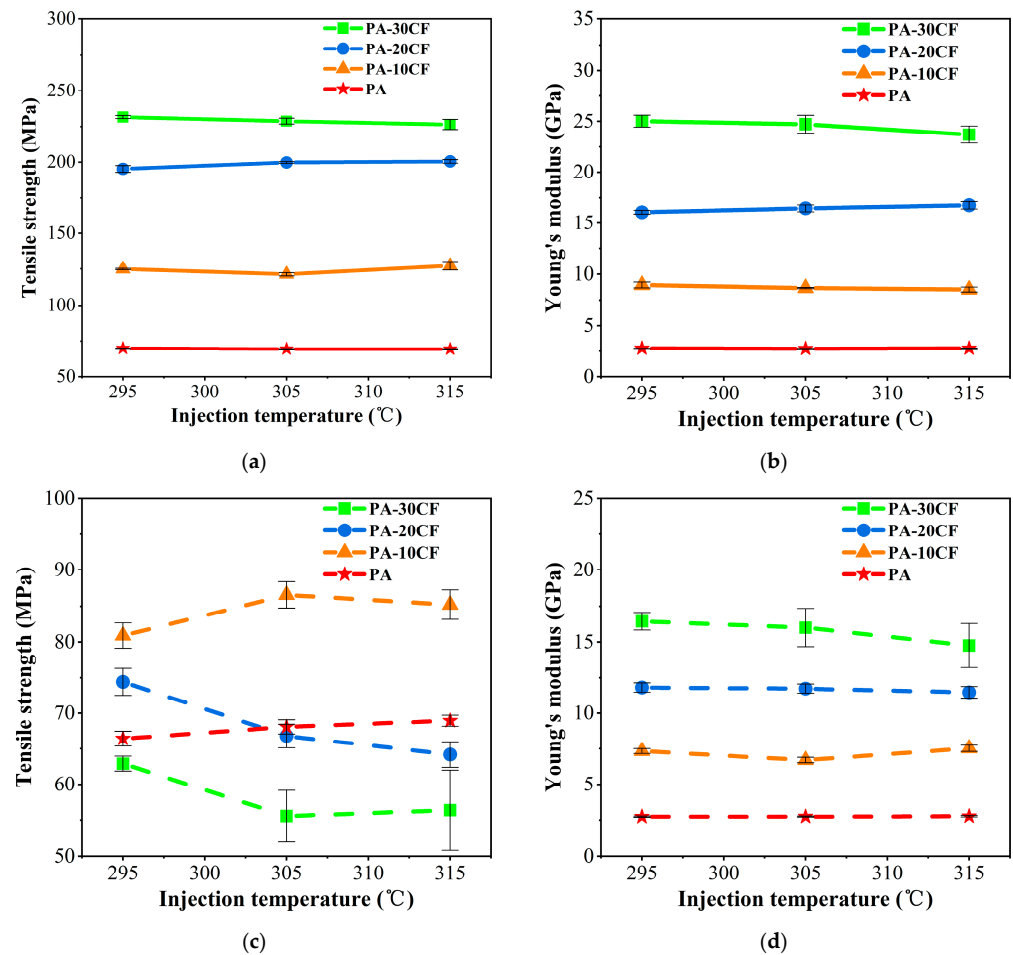 PA-30CF
PA-20CF
PA-10CF
PA
Tensile strength (MPa)
300
250
200
150
100
50
295 300 305 310 315
Injection temperature (℃)
(a)
PA-30CF
PA-20CF
PA-10CF
PA
Young's modulus (GPa)
35
30
25
20
15
10
5
0
295 300 305 310 315
Injection temperature (℃)
(b)
PA-30CF
PA-20CF
PA-10CF
PA
Tensile strength (MPa)
100
90
80
70
60
50
295 300 305 310 315
Injection temperature (℃)
(c)
PA-30CF
PA-20CF
PA-10CF
PA
Young's modulus (GPa)
25
20
15
10
5
0
295 300 305 310 315
Injection temperature (℃)
(d)